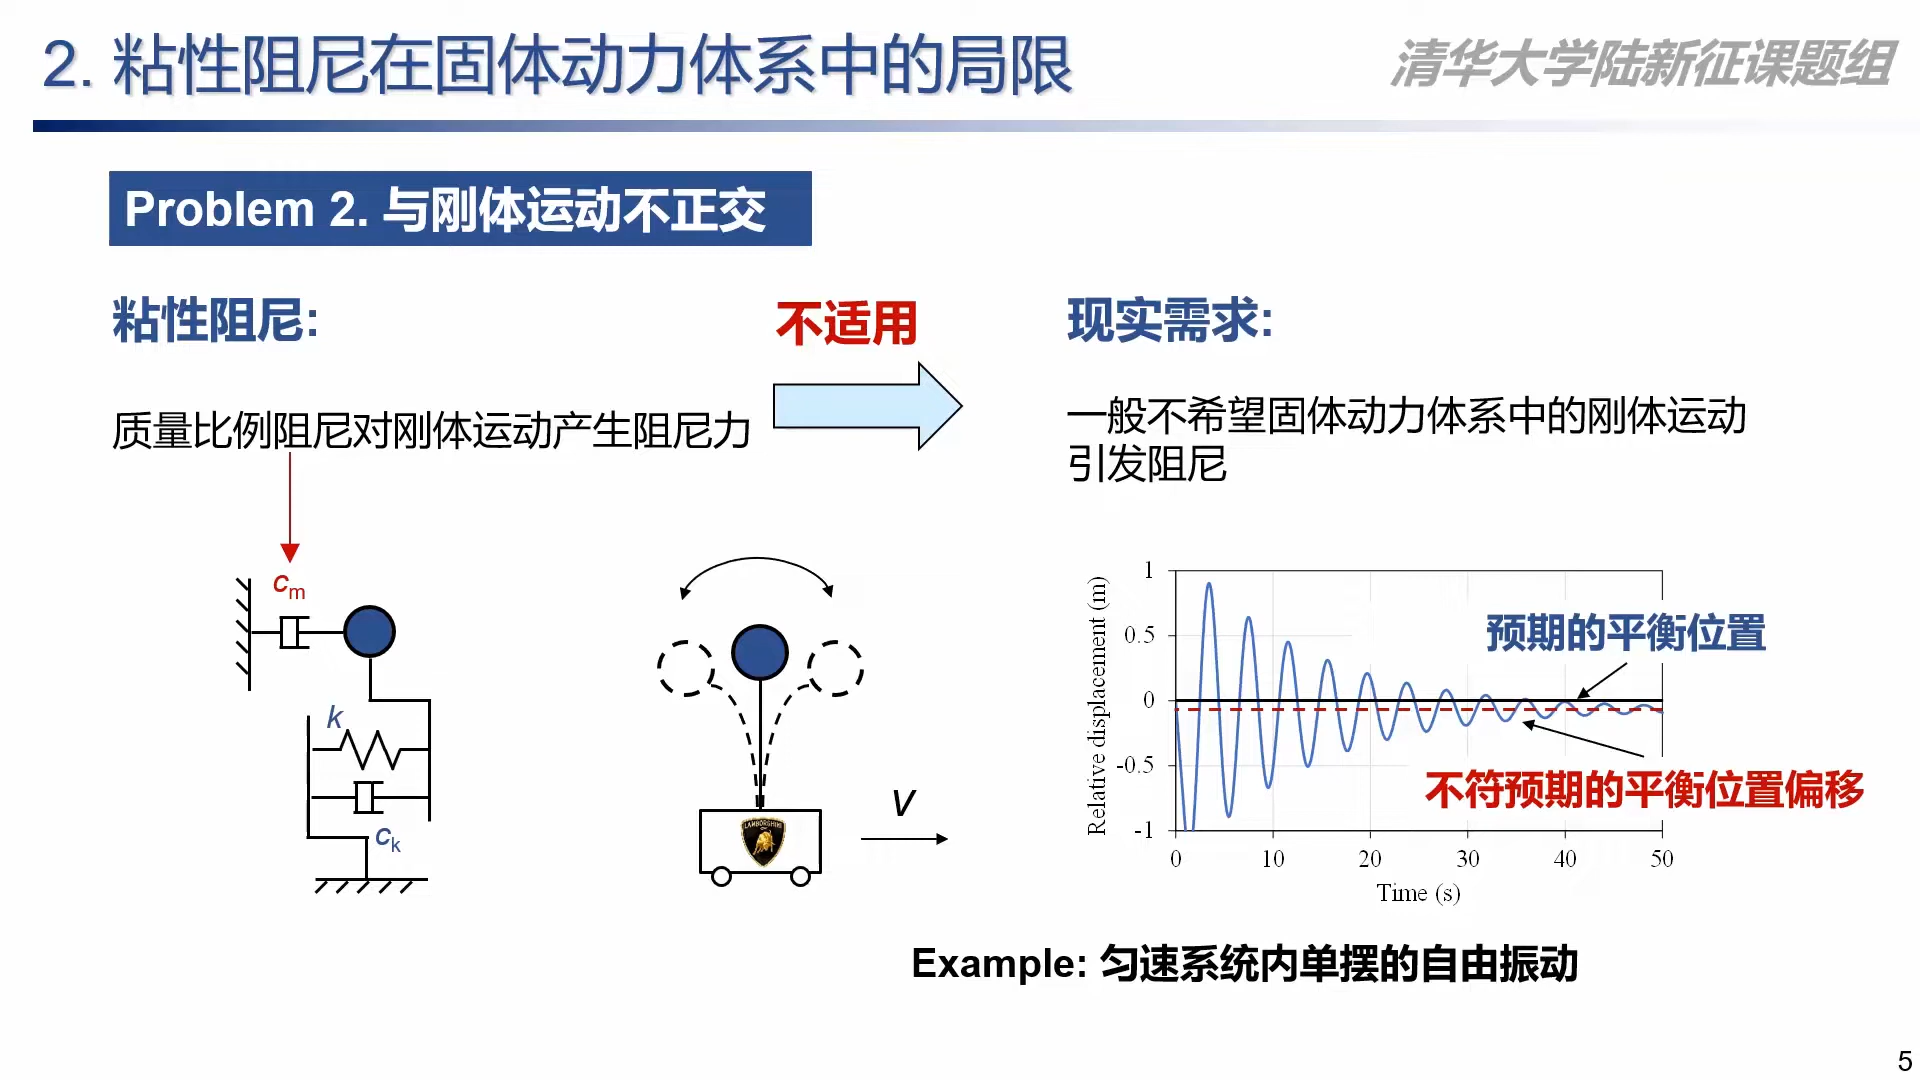 2. 粘性阻尼在固体动力体系中的局限
清华大学陆新征课题组
Problem 2. 与刚体运动不正交
粘性阻尼:
不适用
现实需求:
质量比例阻尼对刚体运动产生阻尼力
一般不希望固体动力体系中的刚体运动
引发阻尼
cm
k
ck
LAMBORGHINI
V
Relative displacement (m)
1
0.5
0
-0.5
-1
0 10 20 30 40 50
Time (s)
预期的平衡位置
不符预期的平衡位置偏移
Example: 匀速系统内单摆的自由振动
5